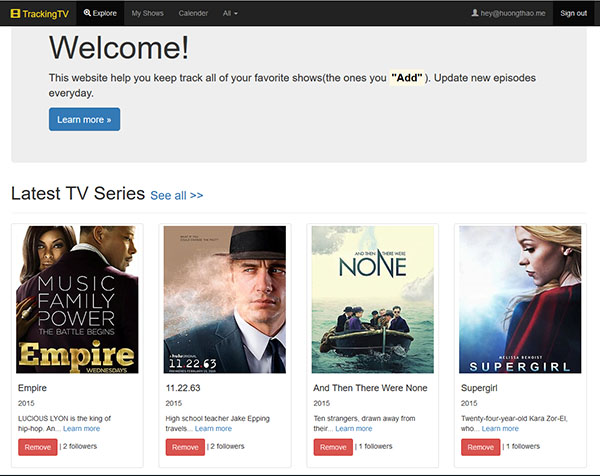 TrackingTV Explore My Shows Calender All hey@huongthao.me Sign out
Welcome!
This website help you keep track all of your favorite shows(the ones you "Add" ). Update new episodes
everyday.
Learn more »
Latest TV Series See all >>
MUSIC
FAMILY
POWER
THE BATTLE BEGINS
Empire
WEDNESDAYS
Empire
2015
LUCIOUS LYON is the king of
hip-hop. An... Learn more
Remove | 2 followers
11.22.63
11.22.63
2015
High school teacher Jake Epping
travels... Learn more
Remove | 2 followers
AND THEN THERE WERE
NONE
And Then There Were None
2015
Ten strangers, drawn away from
their... Learn more
Remove | 1 followers
MELISSA BENOIST
SUPERGIRL
Supergirl
2015
Twenty-four-year-old Kara Zor-El,
who... Learn more
Remove | 1 followers